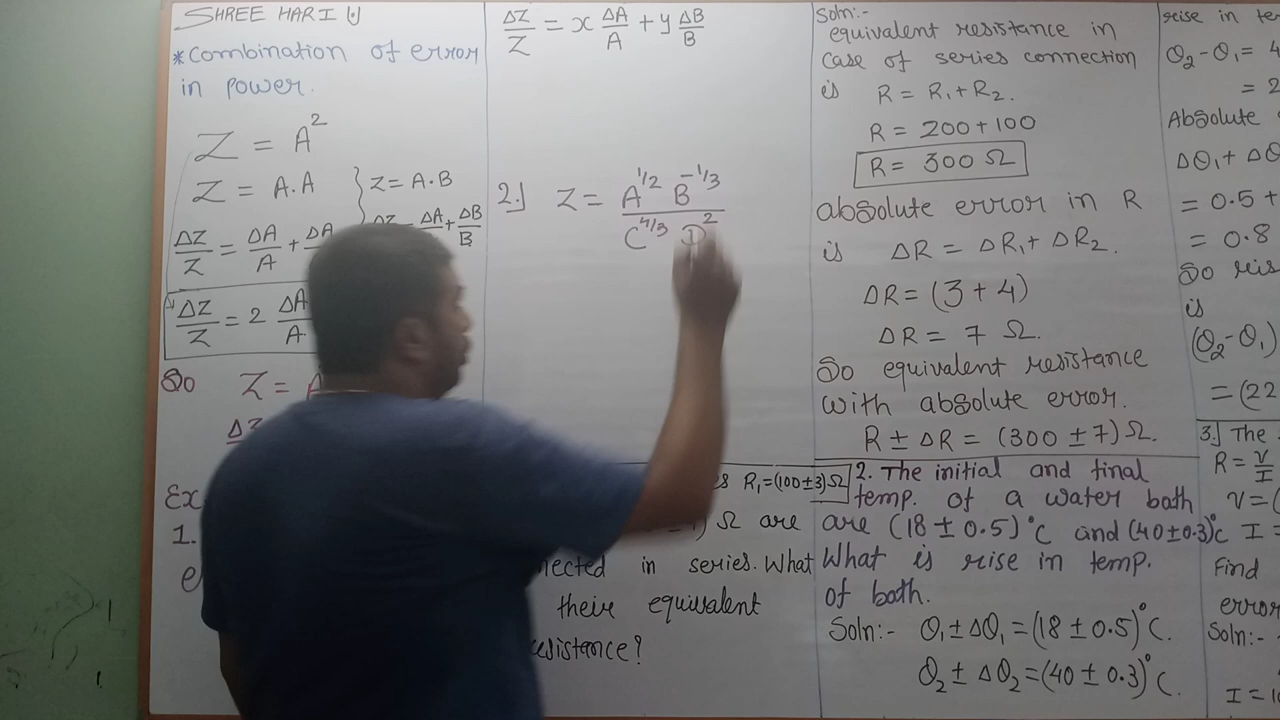 SHREE HARI
*Combination of error
in power.
Z = A²
Z = A.A
Z = A.B
ΔZ/Z = ΔA/A + ΔA
ΔA/A + ΔB/B
ΔZ/Z = 2 ΔA/A
So Z = A
ΔZ
Ex
1.
e
ΔZ/Z = x ΔA/A + y ΔB/B
2.] Z = A^1/2 B^-1/3 / C^4/3 D²
R₁=(100±3)Ω
Ω are
nected in series. What
their equivalent
resistance?
Soln:-
equivalent resistance in
case of series connection
is R = R₁+R₂.
R = 200+100
R = 300 Ω
absolute error in R
is ΔR = ΔR₁+ ΔR₂.
ΔR = (3+4)
ΔR = 7 Ω.
So equivalent resistance
with absolute error.
R ± ΔR = (300 ±7) Ω.
2. The initial and final
temp. of a water bath
are (18 ± 0.5)°C and (40±0.3)°C
What is rise in temp.
of bath.
Soln:- θ₁ ± Δθ₁ = (18 ± 0.5)°C.
θ₂ ± Δθ₂ = (40 ± 0.3)°C.
rise in te
θ₂-θ₁= 4
= 2
Absolute
Δθ₁+ Δθ
= 0.5 +
= 0.8
So ris
is
(θ₂-θ₁)
= (22
3.] The
R = V/I
V = (
I =
Find
error
Soln:-
I = 10